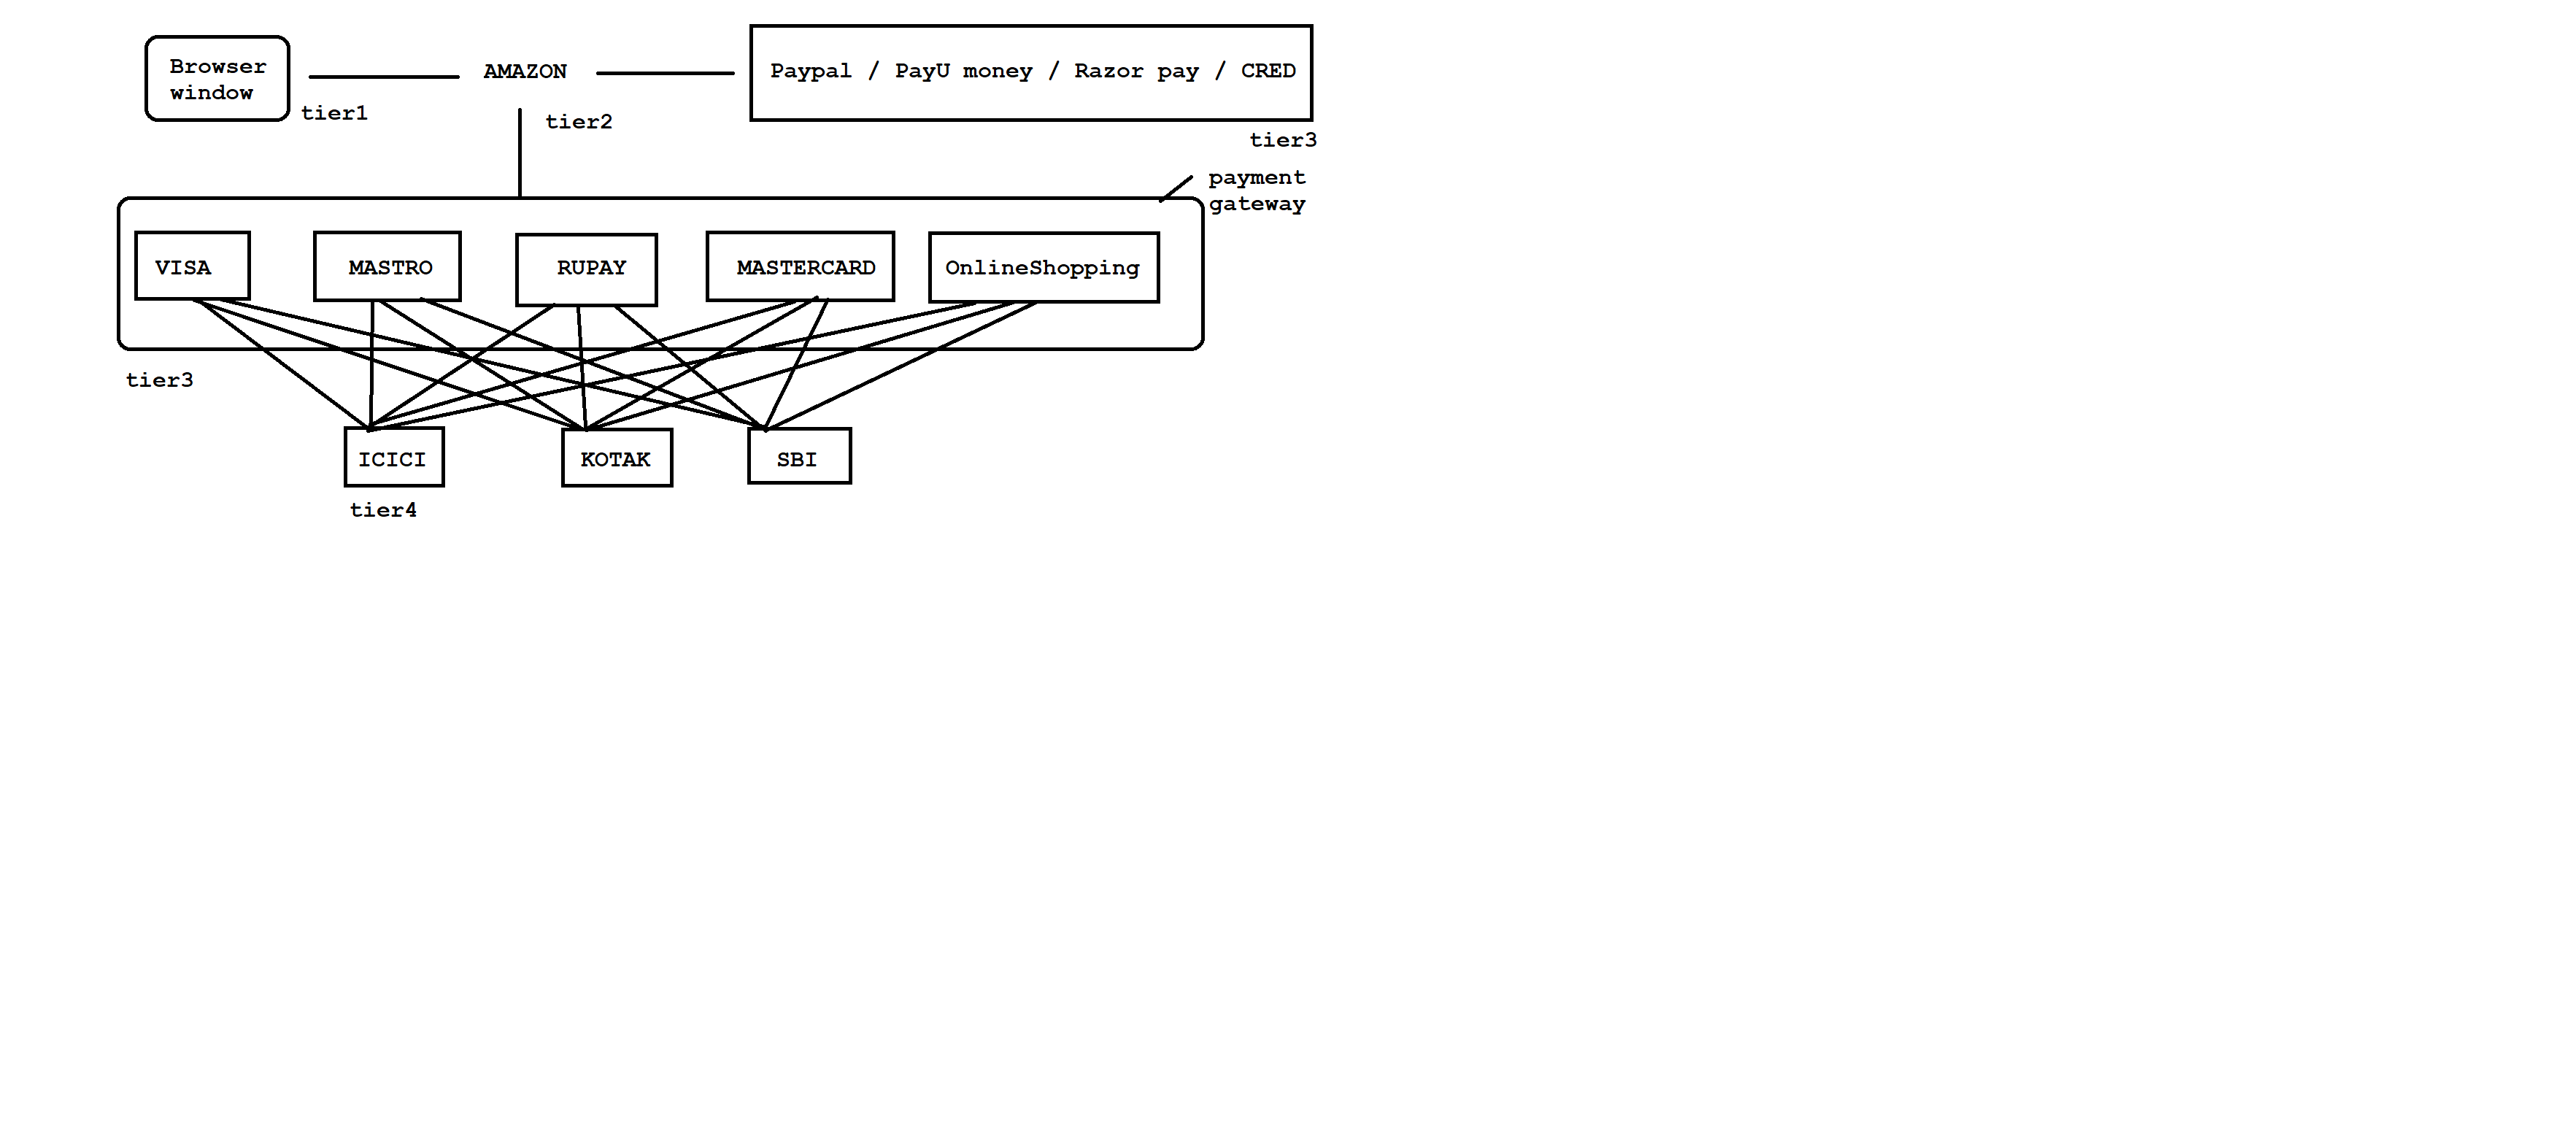 Browser
window
AMAZON
Paypal / PayU money / Razor pay / CRED
tier1
tier2
tier3
payment
gateway
VISA
MASTRO
RUPAY
MASTERCARD
OnlineShopping
tier3
ICICI
KOTAK
SBI
tier4